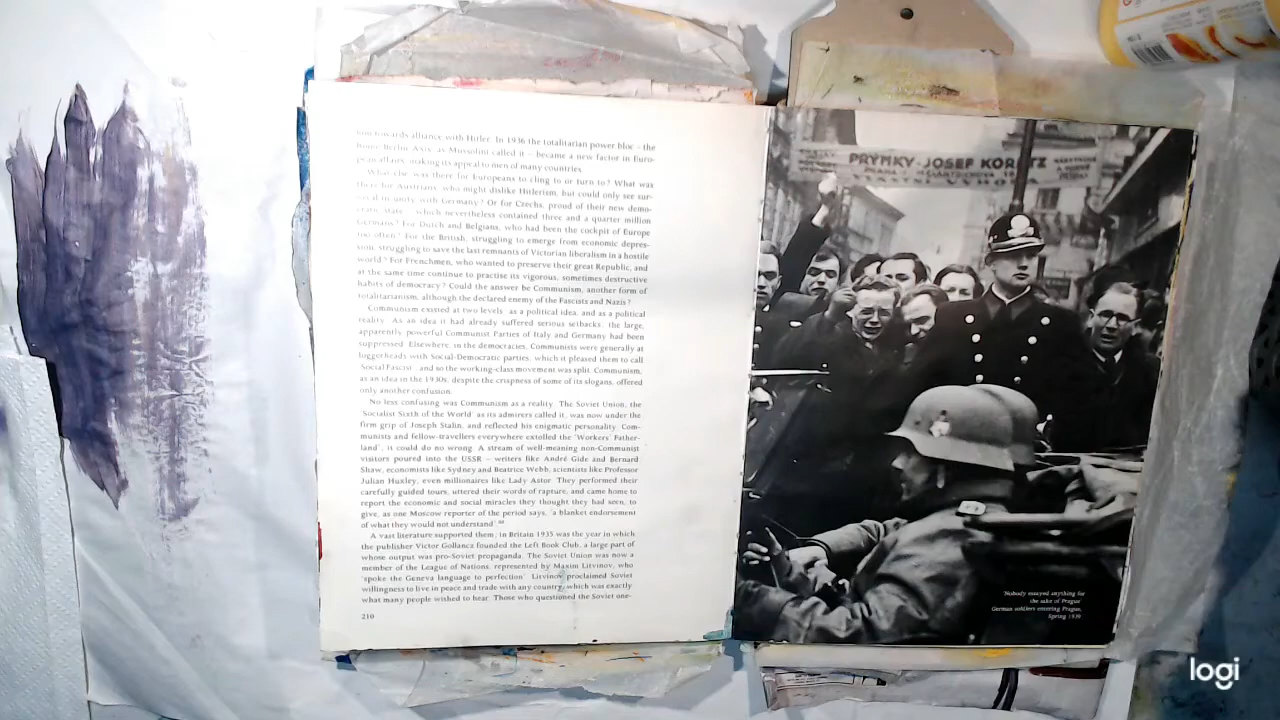 towards alliance with Hitler. In 1936 the totalitarian power bloc – the
Rome Berlin Axis, as Mussolini called it – became a new factor in Euro-
pean affairs, making its appeal to men of many countries.
What else was there for Europeans to cling to or turn to? What was
there for Austrians, who might dislike Hitlerism, but could only see sur-
vival in unity with Germany? Or for Czechs, proud of their new demo-
cratic state – which nevertheless contained three and a quarter million
Germans? For Dutch and Belgians, who had been the cockpit of Europe
too often? For the British, struggling to emerge from economic depres-
sion, struggling to save the last remnants of Victorian liberalism in a hostile
world? For Frenchmen, who wanted to preserve their great Republic, and
at the same time continue to practise its vigorous, sometimes destructive
habits of democracy? Could the answer be Communism, another form of
totalitarianism, although the declared enemy of the Fascists and Nazis?
Communism existed at two levels: as a political idea, and as a political
reality. As an idea it had already suffered serious setbacks: the large,
apparently powerful Communist Parties of Italy and Germany had been
suppressed. Elsewhere, in the democracies, Communists were generally at
loggerheads with Social-Democratic parties, which it pleased them to call
'Social Fascist', and so the working-class movement was split. Communism,
as an idea in the 1930s, despite the crispness of some of its slogans, offered
only another confusion.
No less confusing was Communism as a reality. The Soviet Union, the
'Socialist Sixth of the World' as its admirers called it, was now under the
firm grip of Joseph Stalin, and reflected his enigmatic personality. Com-
munists and fellow-travellers everywhere extolled the 'Workers' Father-
land'; it could do no wrong. A stream of well-meaning non-Communist
visitors poured into the USSR – writers like André Gide and Bernard
Shaw, economists like Sydney and Beatrice Webb, scientists like Professor
Julian Huxley, even millionaires like Lady Astor. They performed their
carefully guided tours, uttered their words of rapture, and came home to
report the economic and social miracles they thought they had seen, to
give, as one Moscow reporter of the period says, 'a blanket endorsement
of what they would not understand'.
A vast literature supported them; in Britain 1935 was the year in which
the publisher Victor Gollancz founded the Left Book Club, a large part of
whose output was pro-Soviet propaganda. The Soviet Union was now a
member of the League of Nations, represented by Maxim Litvinov, who
'spoke the Geneva language to perfection'. Litvinov proclaimed Soviet
willingness to live in peace and trade with any country, which was exactly
what many people wished to hear. Those who questioned the Soviet one-
210
PRYMKY-JOSEF
'Nobody essayed anything for
the sake of Prague'
German soldiers entering Prague,
Spring 1939
logi